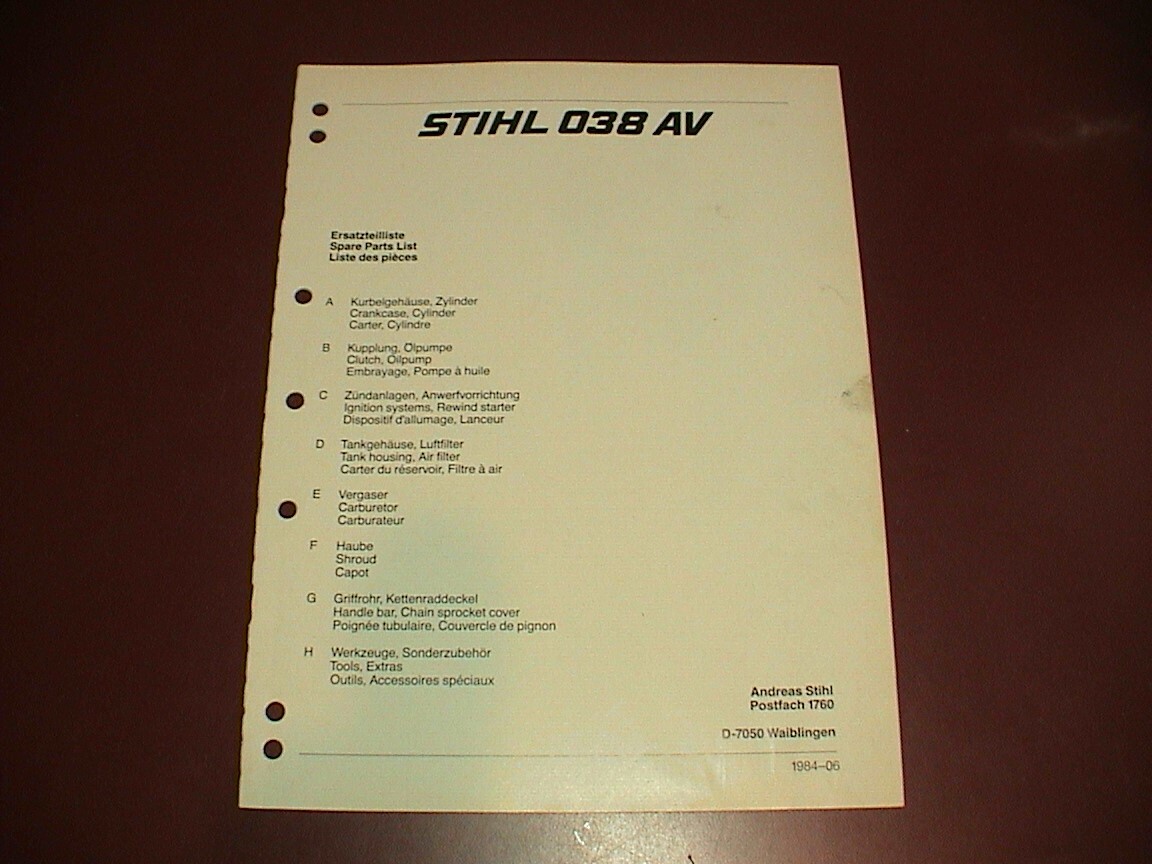 STIHL 038 AV
Ersatzteilliste
Spare Parts List
Liste des pièces
A Kurbelgehäuse, Zylinder
Crankcase, Cylinder
Carter, Cylindre
B Kupplung, Ölpumpe
Clutch, Oilpump
Embrayage, Pompe à huile
C Zündanlagen, Anwerfvorrichtung
Ignition systems, Rewind starter
Dispositif d'allumage, Lanceur
D Tankgehäuse, Luftfilter
Tank housing, Air filter
Carter du réservoir, Filtre à air
E Vergaser
Carburetor
Carburateur
F Haube
Shroud
Capot
G Griffrohr, Kettenraddeckel
Handle bar, Chain sprocket cover
Poignée tubulaire, Couvercle de pignon
H Werkzeuge, Sonderzubehör
Tools, Extras
Outils, Accessoires spéciaux
Andreas Stihl
Postfach 1760
D-7050 Waiblingen
1984–06